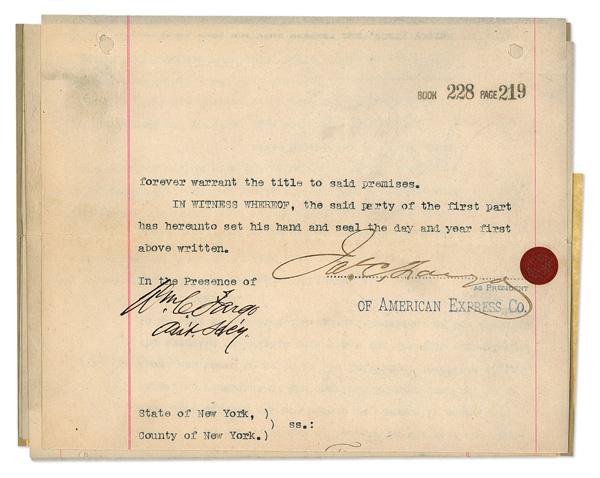 BOOK 228 PAGE 219
forever warrant the title to said premises.
IN WITNESS WHEREOF, the said party of the first part
has hereunto set his hand and seal the day and year first
above written.
In the Presence of
AS PRESIDENT
Wm. C. Fargo
OF AMERICAN EXPRESS CO.
Asst. Secy.
State of New York, )
) ss.:
County of New York.)